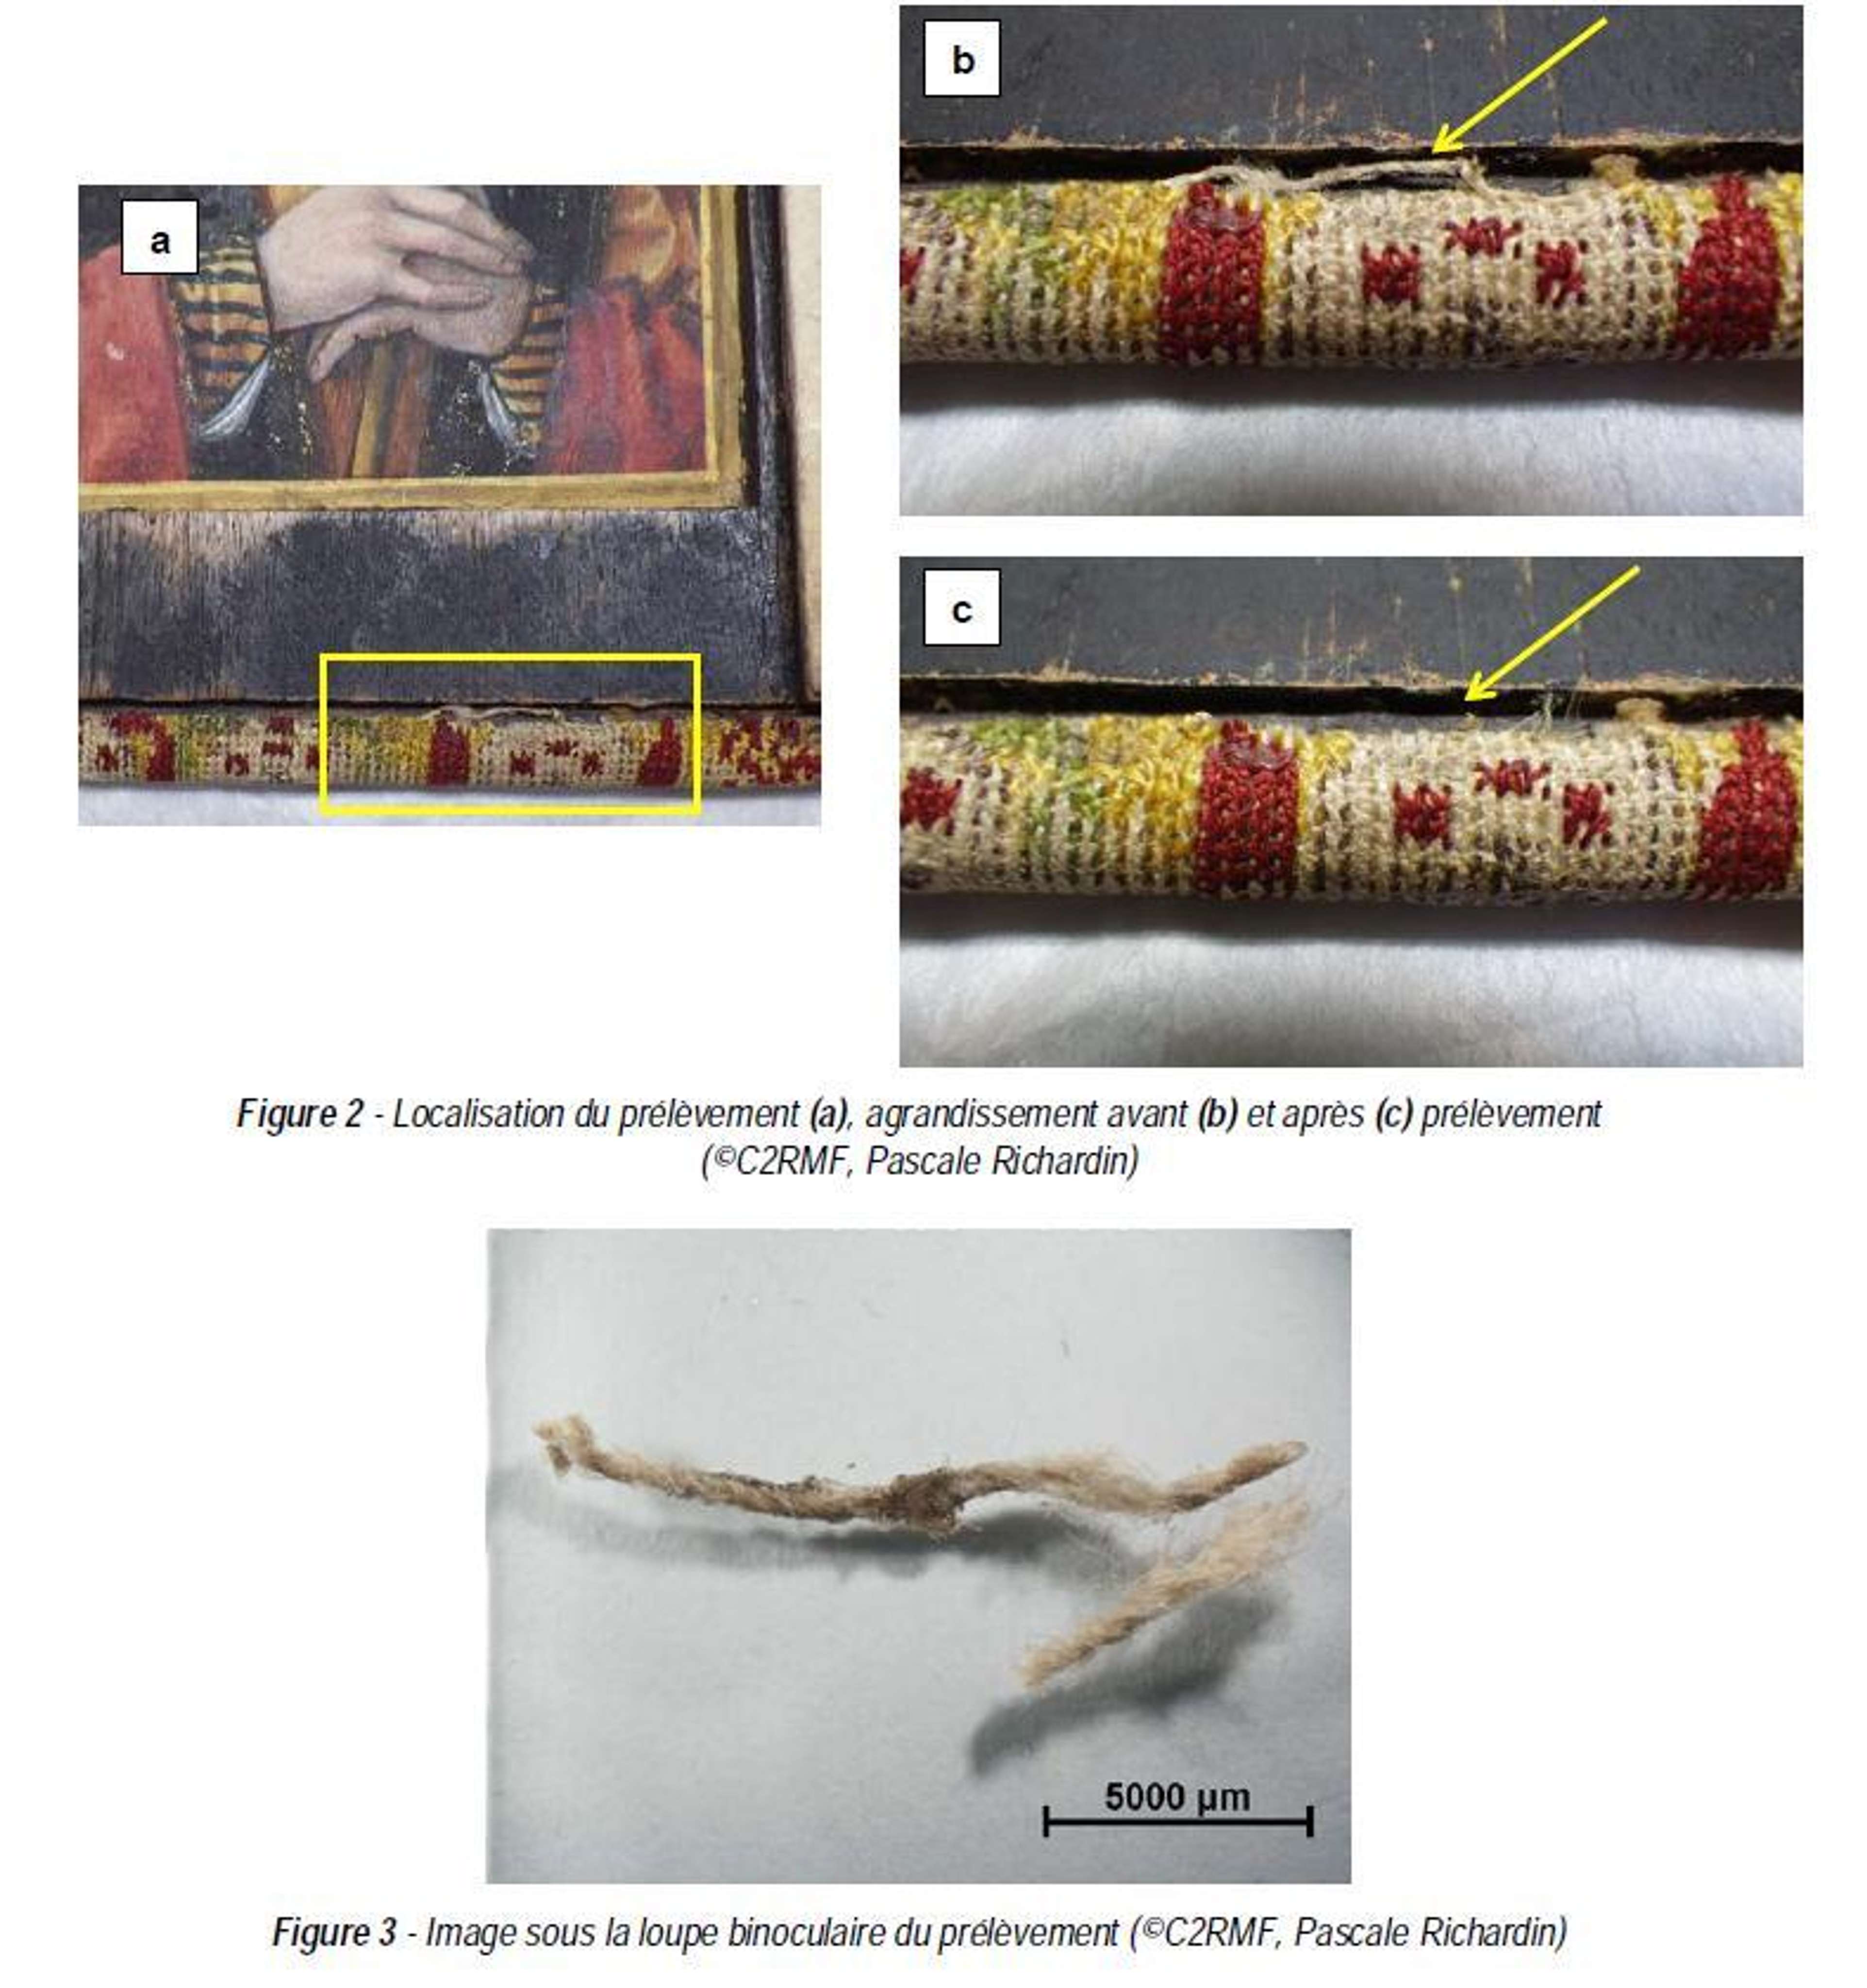 a
b
c
Figure 2 - Localisation du prélèvement (a), agrandissement avant (b) et après (c) prélèvement
(©C2RMF, Pascale Richardin)
5000 µm
Figure 3 - Image sous la loupe binoculaire du prélèvement (©C2RMF, Pascale Richardin)